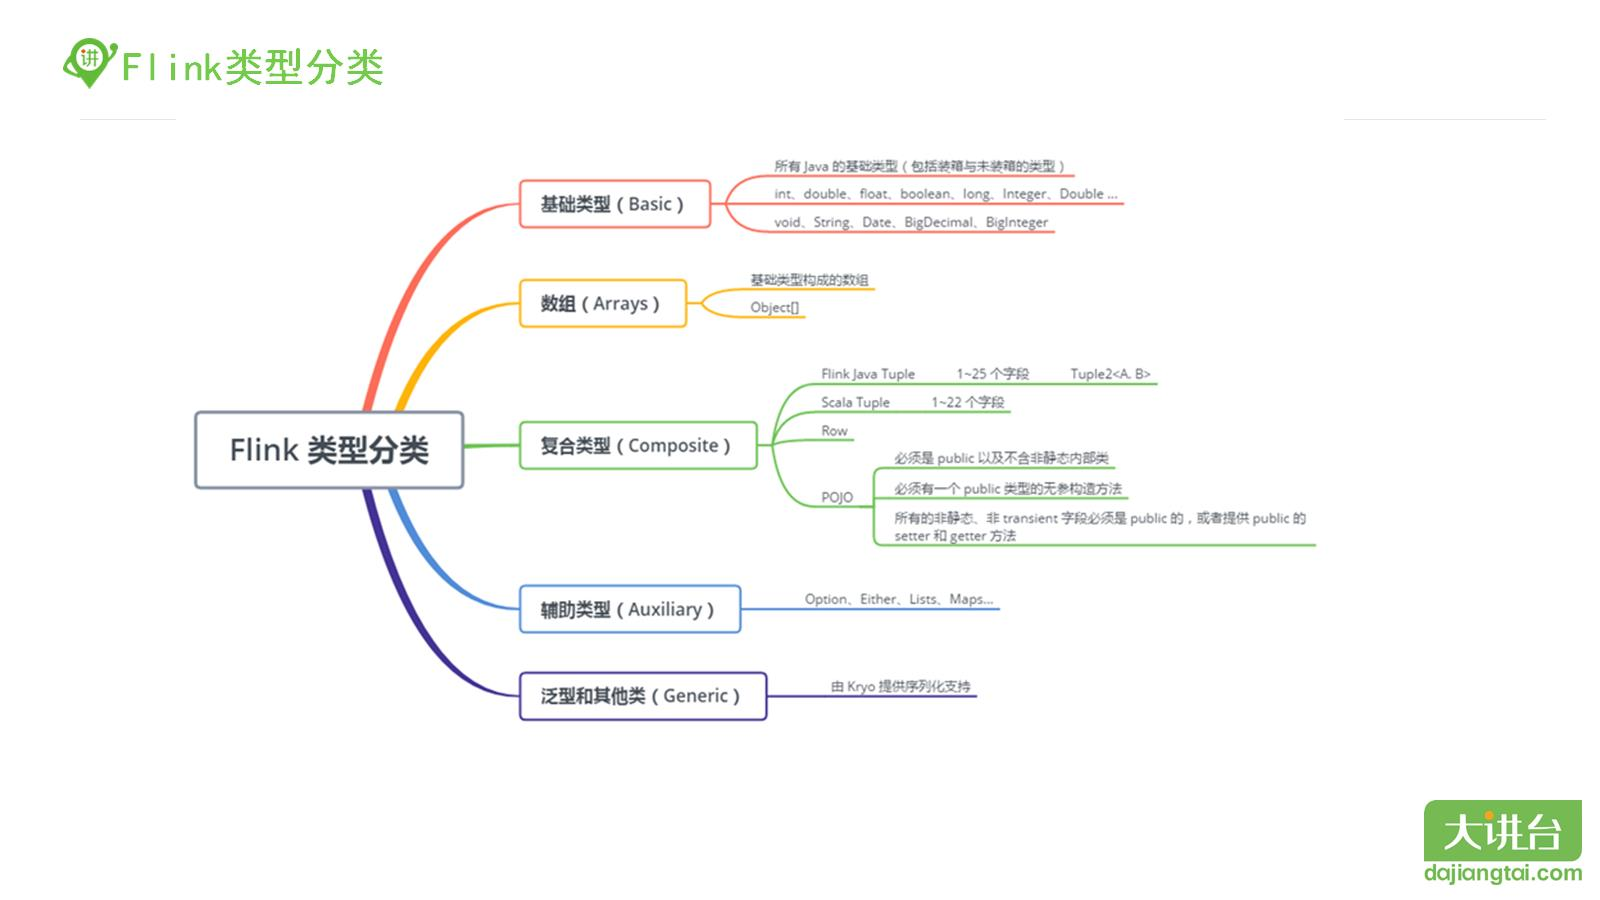 讲
Flink类型分类
所有 Java 的基础类型（包括装箱与未装箱的类型）
基础类型（Basic）
int、double、float、boolean、long、Integer、Double ...
void、String、Date、BigDecimal、BigInteger
基础类型构成的数组
数组（Arrays）
Object[]
Flink Java Tuple 1~25 个字段 Tuple2<A. B>
Scala Tuple 1~22 个字段
Row
Flink 类型分类
复合类型（Composite）
必须是 public 以及不含非静态内部类
POJO
必须有一个 public 类型的无参构造方法
所有的非静态、非 transient 字段必须是 public 的，或者提供 public 的
setter 和 getter 方法
辅助类型（Auxiliary）
Option、Either、Lists、Maps...
泛型和其他类（Generic）
由 Kryo 提供序列化支持
大讲台
dajiangtai.com